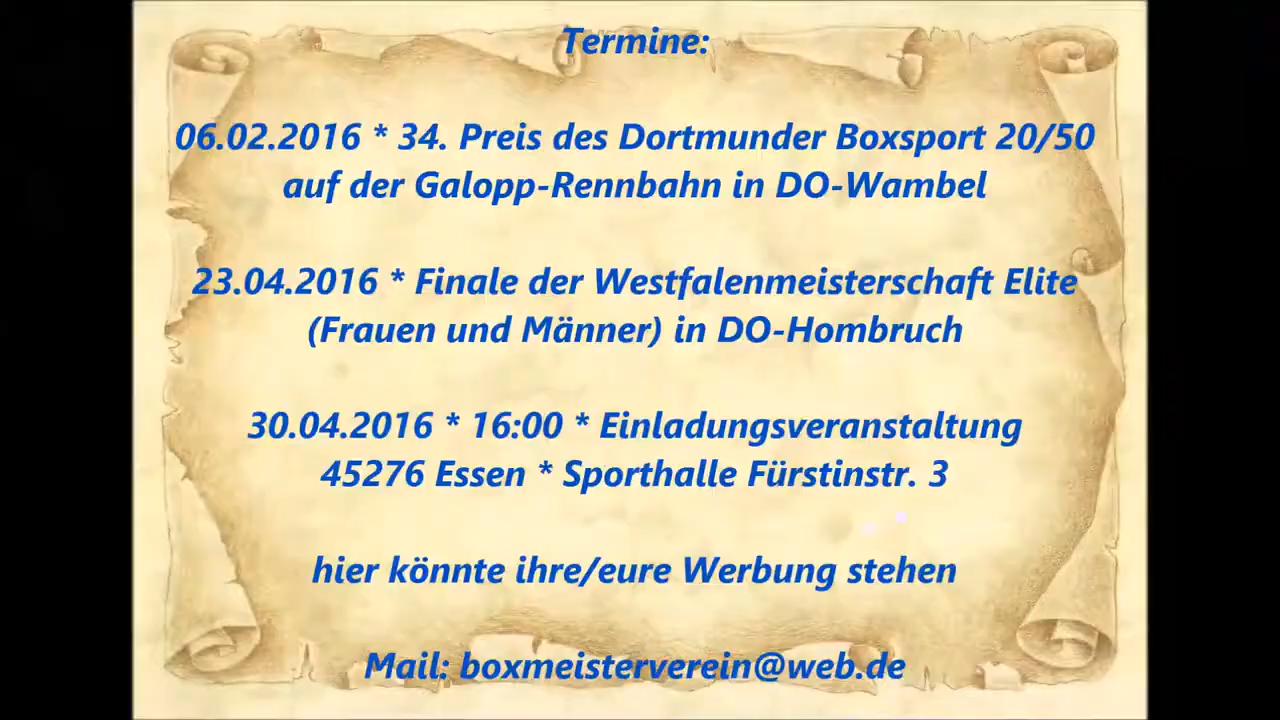 Termine:
06.02.2016 * 34. Preis des Dortmunder Boxsport 20/50
auf der Galopp-Rennbahn in DO-Wambel
23.04.2016 * Finale der Westfalenmeisterschaft Elite
(Frauen und Männer) in DO-Hombruch
30.04.2016 * 16:00 * Einladungsveranstaltung
45276 Essen * Sporthalle Fürstinstr. 3
hier könnte ihre/eure Werbung stehen
Mail: boxmeisterverein@web.de